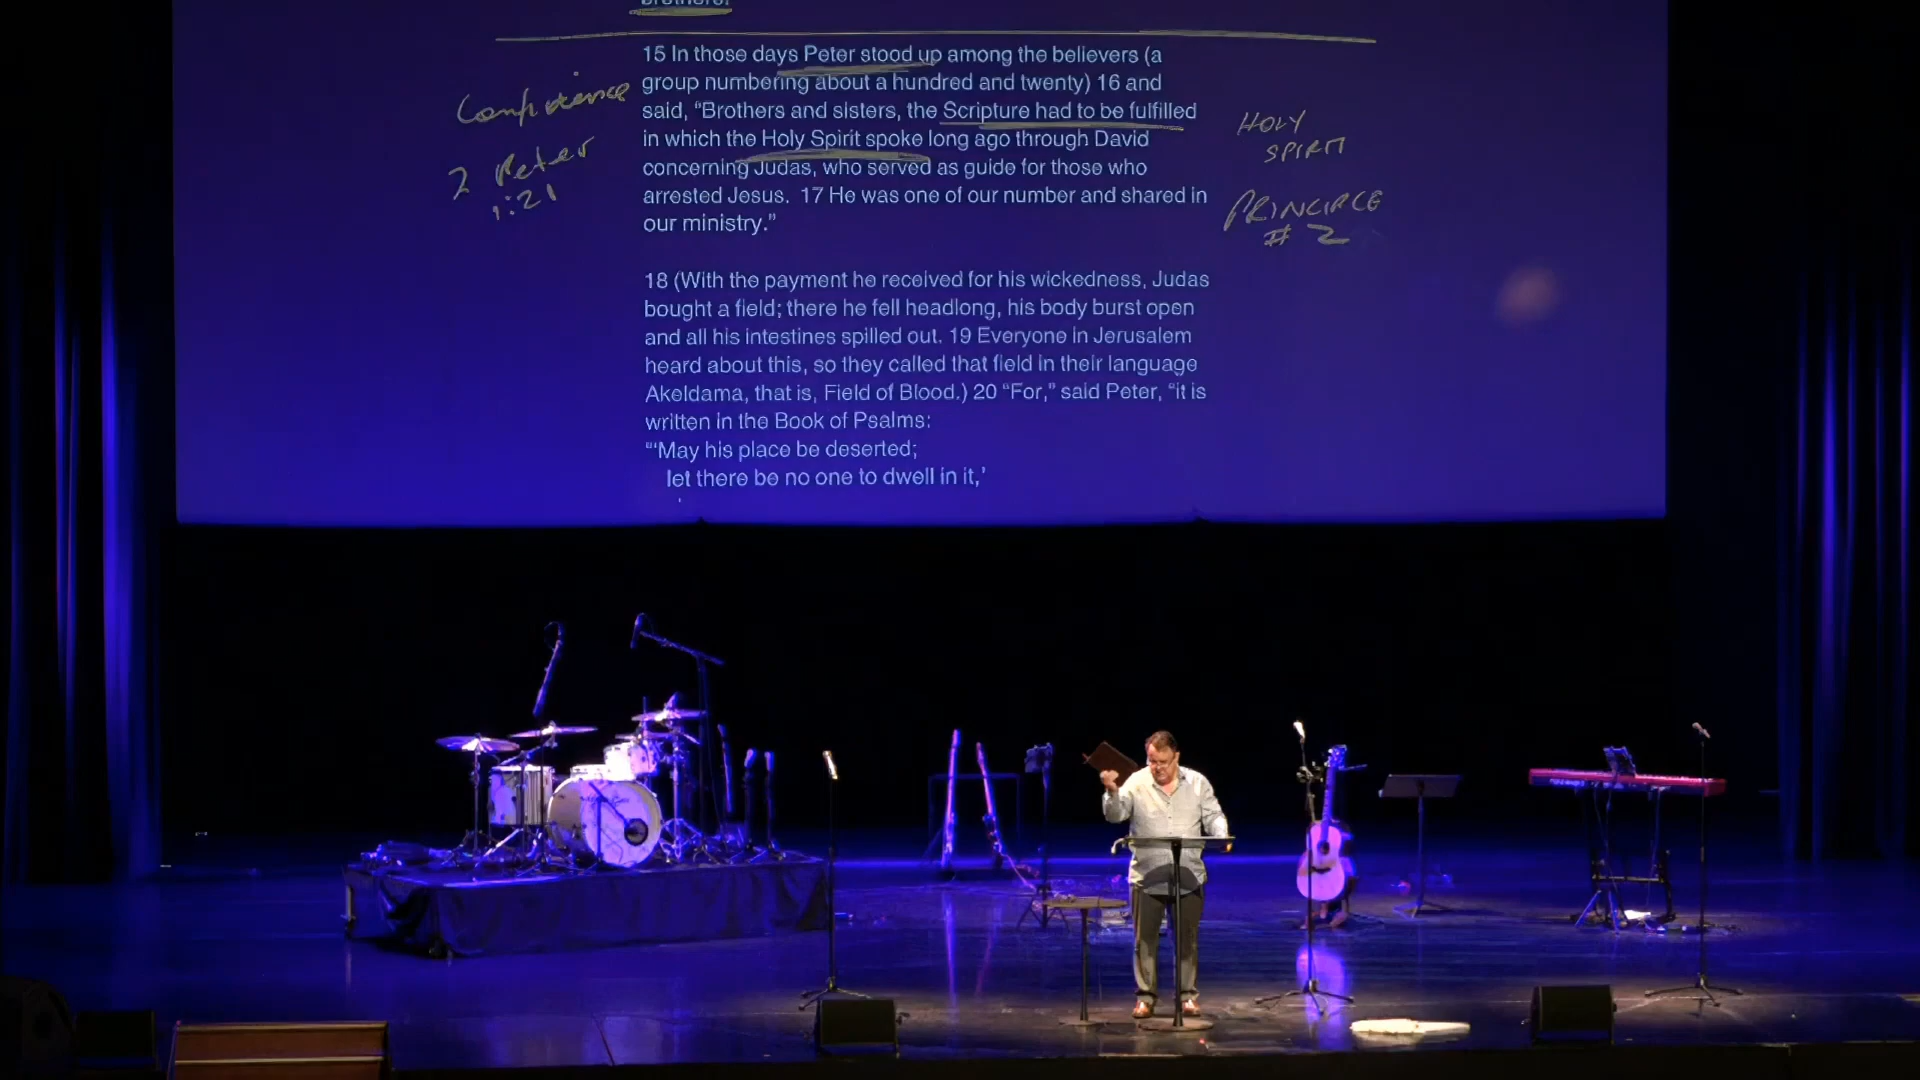 brothers.
15 In those days Peter stood up among the believers (a
group numbering about a hundred and twenty) 16 and
said, “Brothers and sisters, the Scripture had to be fulfilled
in which the Holy Spirit spoke long ago through David
concerning Judas, who served as guide for those who
arrested Jesus.  17 He was one of our number and shared in
our ministry.”
18 (With the payment he received for his wickedness, Judas
bought a field; there he fell headlong, his body burst open
and all his intestines spilled out. 19 Everyone in Jerusalem
heard about this, so they called that field in their language
Akeldama, that is, Field of Blood.) 20 “For,” said Peter, “it is
written in the Book of Psalms:
“‘May his place be deserted;
let there be no one to dwell in it,’
2 Peter
1:21
HOLY
SPIRIT
PRINCIPLE
# 2